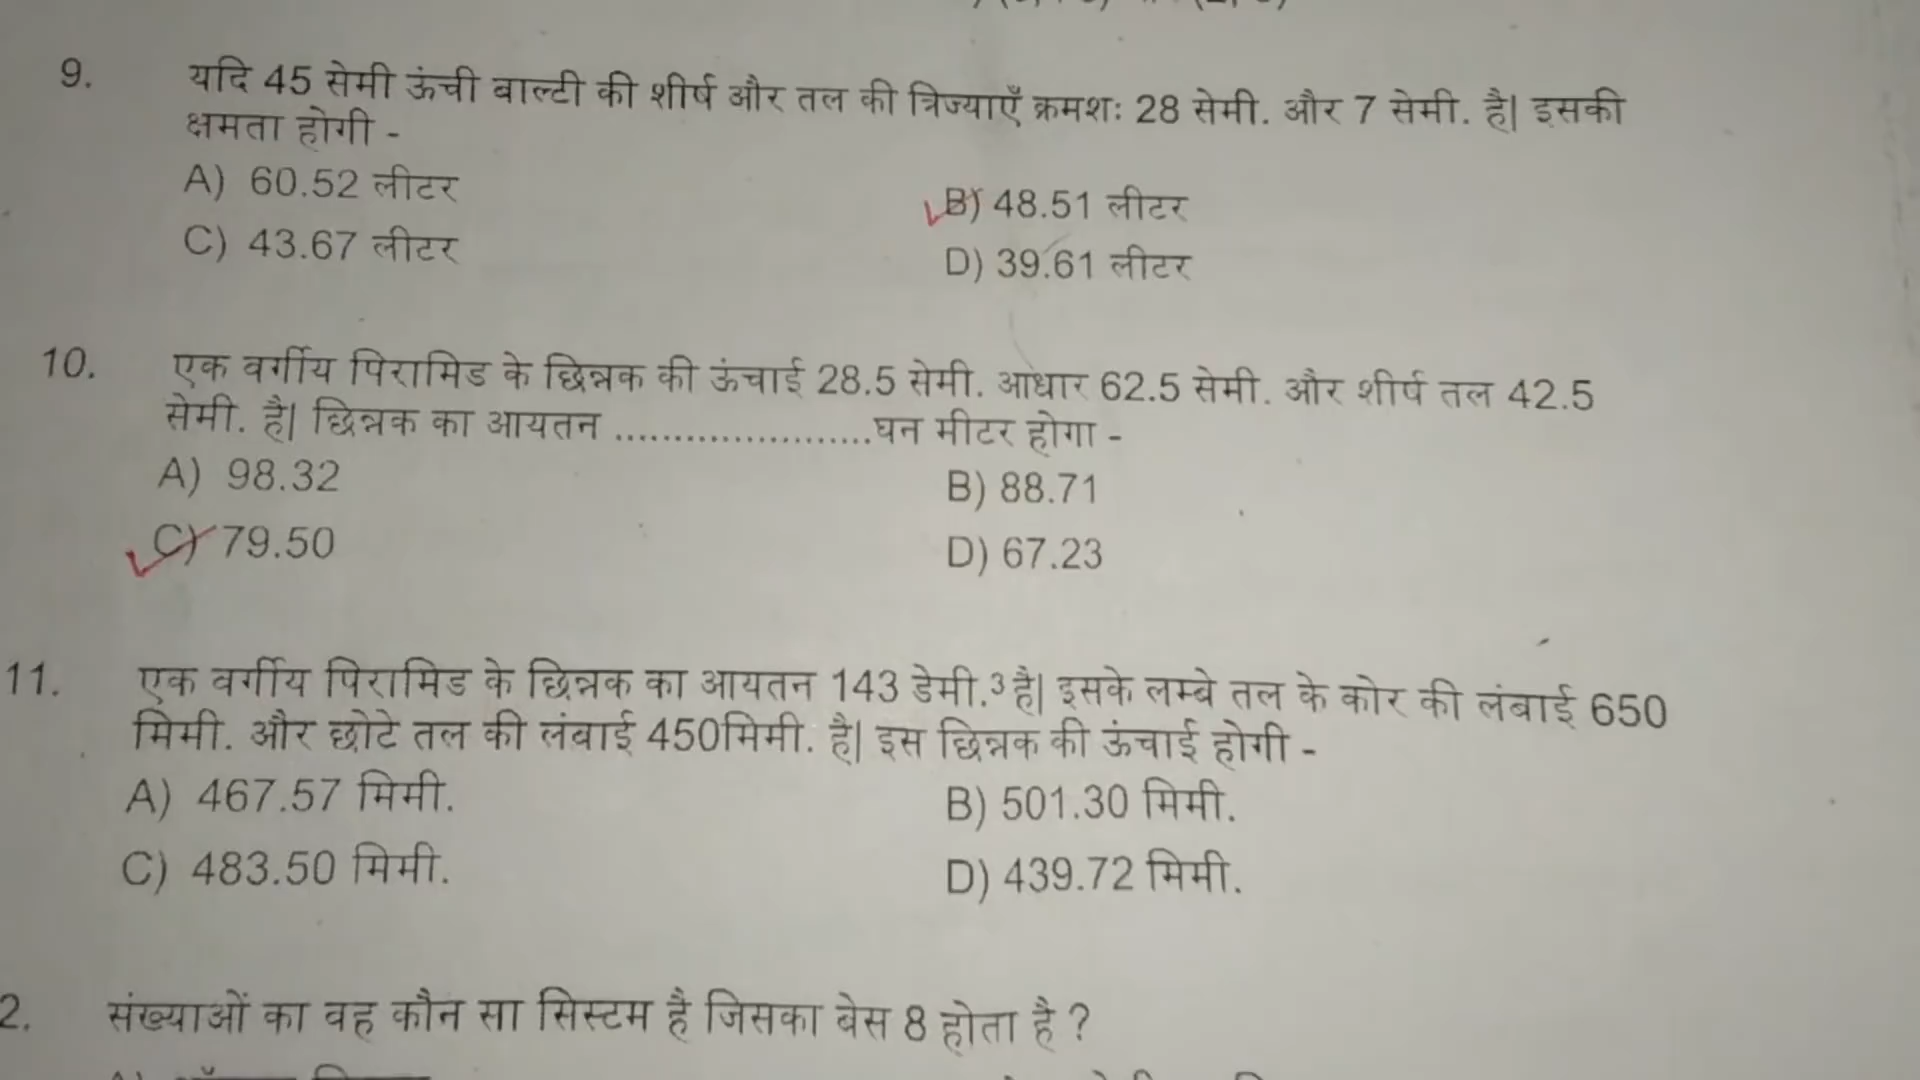 9. यदि 45 सेमी ऊंची बाल्टी की शीर्ष और तल की त्रिज्याएँ क्रमशः 28 सेमी. और 7 सेमी. है| इसकी
क्षमता होगी -
A) 60.52 लीटर B) 48.51 लीटर
C) 43.67 लीटर D) 39.61 लीटर
10. एक वर्गीय पिरामिड के छिन्नक की ऊंचाई 28.5 सेमी. आधार 62.5 सेमी. और शीर्ष तल 42.5
सेमी. है| छिन्नक का आयतन ......................घन मीटर होगा -
A) 98.32 B) 88.71
C) 79.50 D) 67.23
11. एक वर्गीय पिरामिड के छिन्नक का आयतन 143 डेमी.³ है| इसके लम्बे तल के कोर की लंबाई 650
मिमी. और छोटे तल की लंबाई 450मिमी. है| इस छिन्नक की ऊंचाई होगी -
A) 467.57 मिमी. B) 501.30 मिमी.
C) 483.50 मिमी. D) 439.72 मिमी.
2. संख्याओं का वह कौन सा सिस्टम है जिसका बेस 8 होता है ?